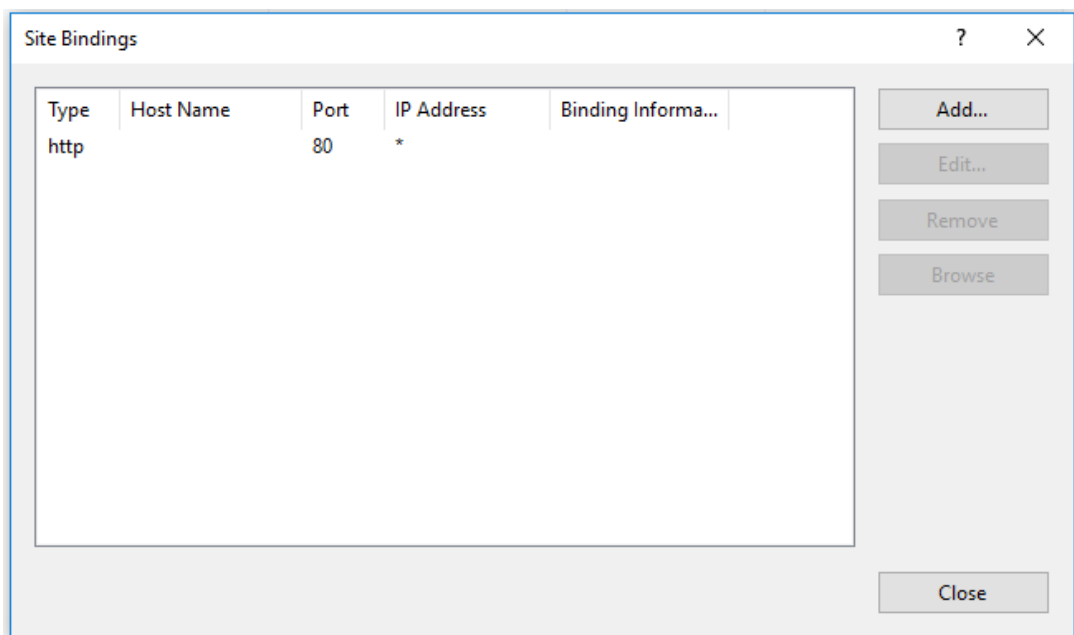 Site Bindings ? ×
Type Host Name Port IP Address Binding Informa... Add...
http 80 *
Edit...
Remove
Browse
Close